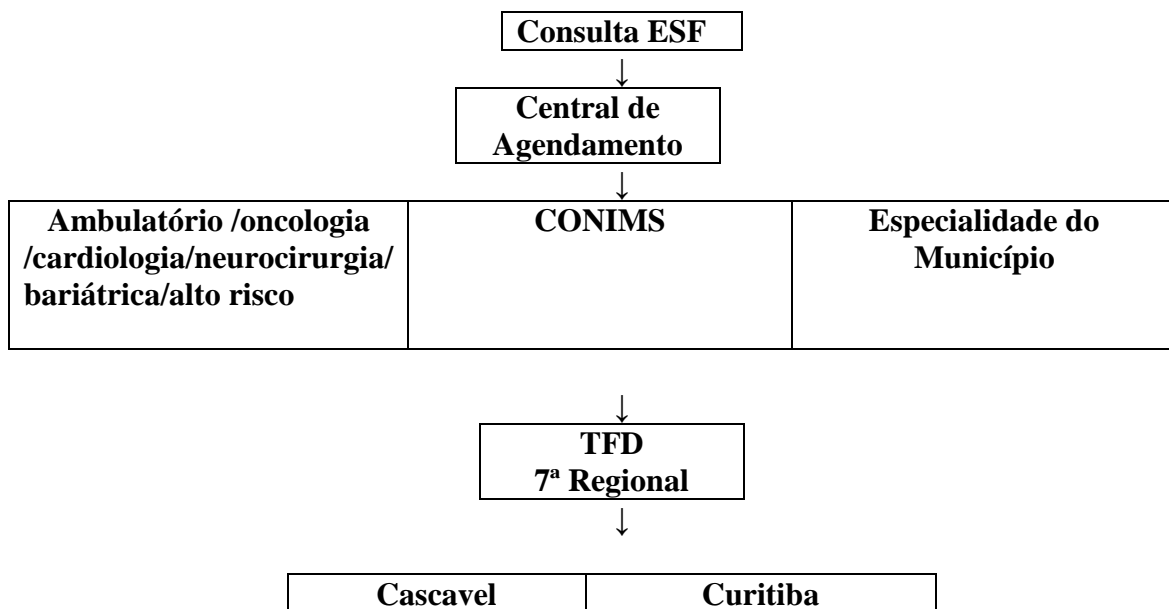 Consulta ESF
↓
Central de
Agendamento
↓
Ambulatório /oncologia
/cardiologia/neurocirurgia/
bariátrica/alto risco
CONIMS
Especialidade do
Município
↓
TFD
7ª Regional
↓
Cascavel
Curitiba